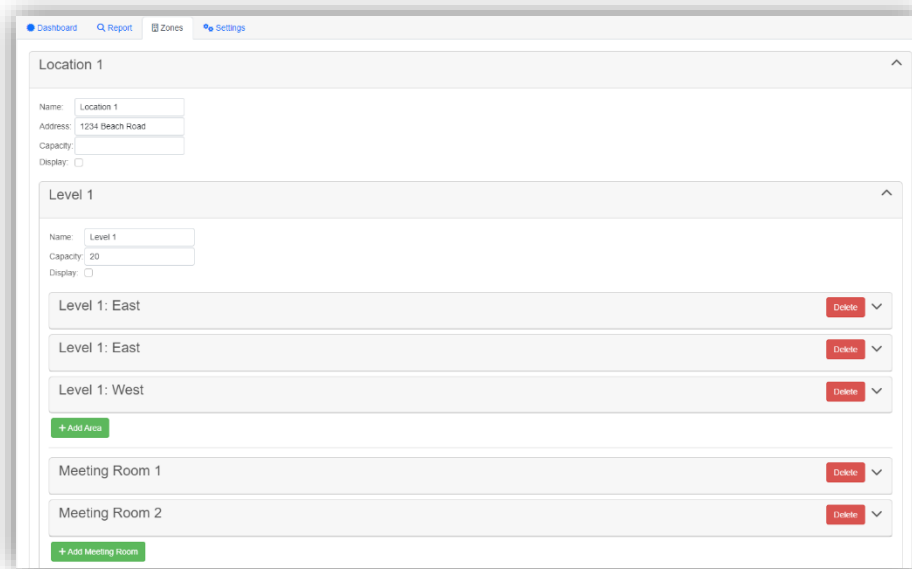 Dashboard Report Zones Settings
Location 1
Name: Location 1
Address: 1234 Beach Road
Capacity:
Display:
Level 1
Name: Level 1
Capacity: 20
Display:
Level 1: East Delete
Level 1: East Delete
Level 1: West Delete
+ Add Area
Meeting Room 1 Delete
Meeting Room 2 Delete
+ Add Meeting Room